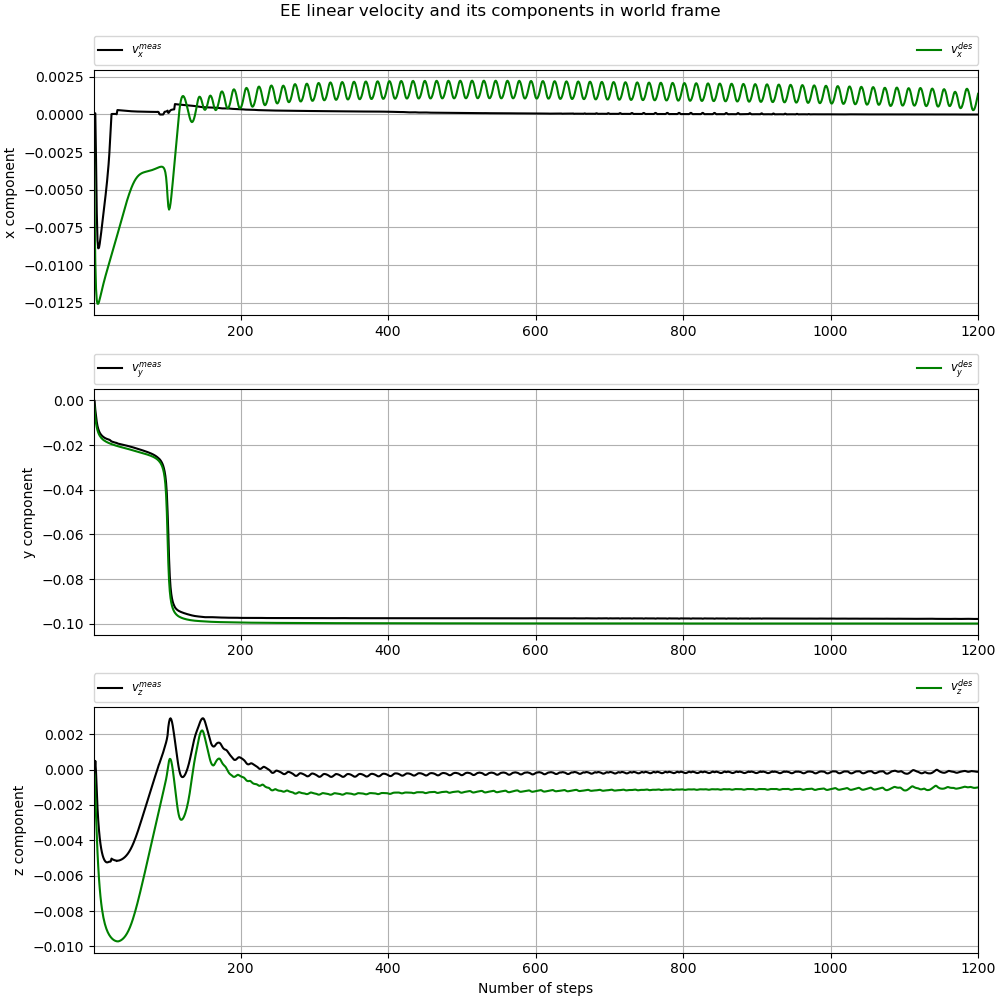 EE linear velocity and its components in world frame
v_x^meas v_x^des
0.0025
0.0000
−0.0025
−0.0050
−0.0075
−0.0100
−0.0125
x component
200 400 600 800 1000 1200
v_y^meas v_y^des
0.00
−0.02
−0.04
−0.06
−0.08
−0.10
y component
200 400 600 800 1000 1200
v_z^meas v_z^des
0.002
0.000
−0.002
−0.004
−0.006
−0.008
−0.010
z component
200 400 600 800 1000 1200
Number of steps